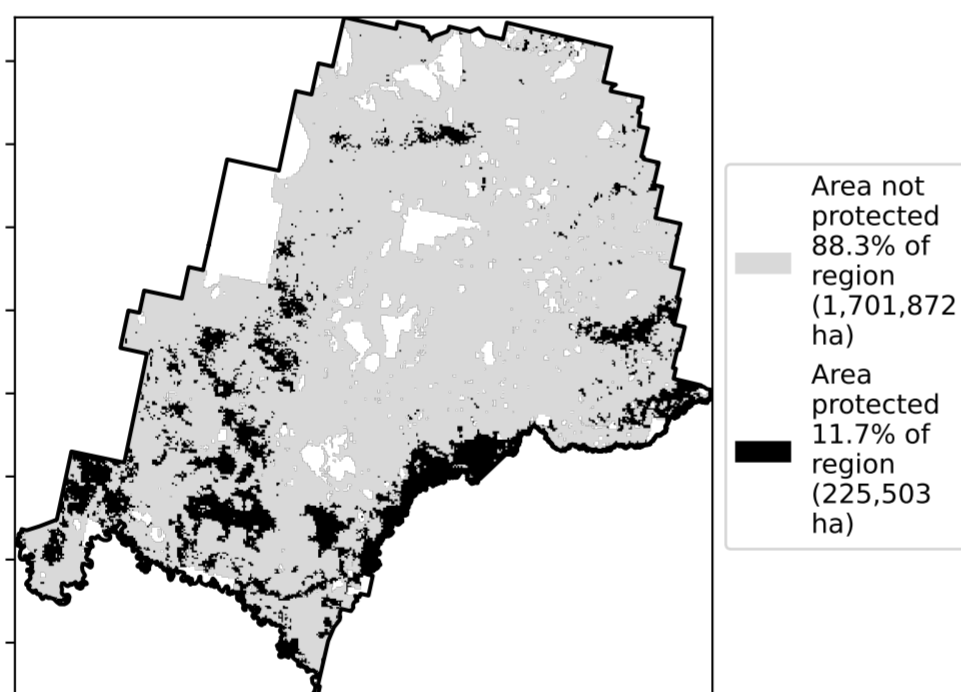 Area not
protected
88.3% of
region
(1,701,872
ha)
Area
protected
11.7% of
region
(225,503
ha)